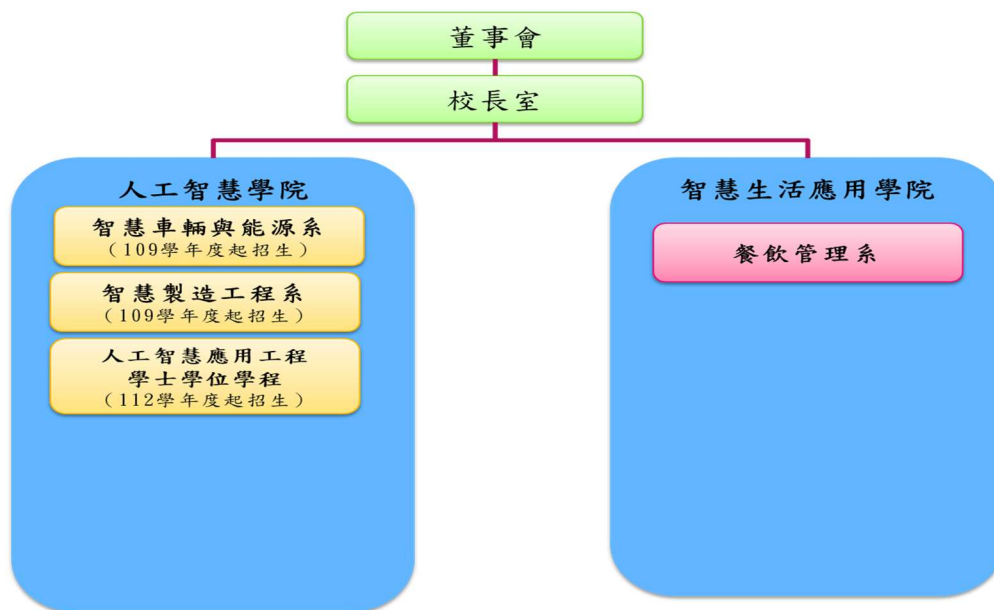 董事會
校長室
人工智慧學院
智慧車輛與能源系
（109學年度起招生）
智慧製造工程系
（109學年度起招生）
人工智慧應用工程
學士學位學程
（112學年度起招生）
智慧生活應用學院
餐飲管理系